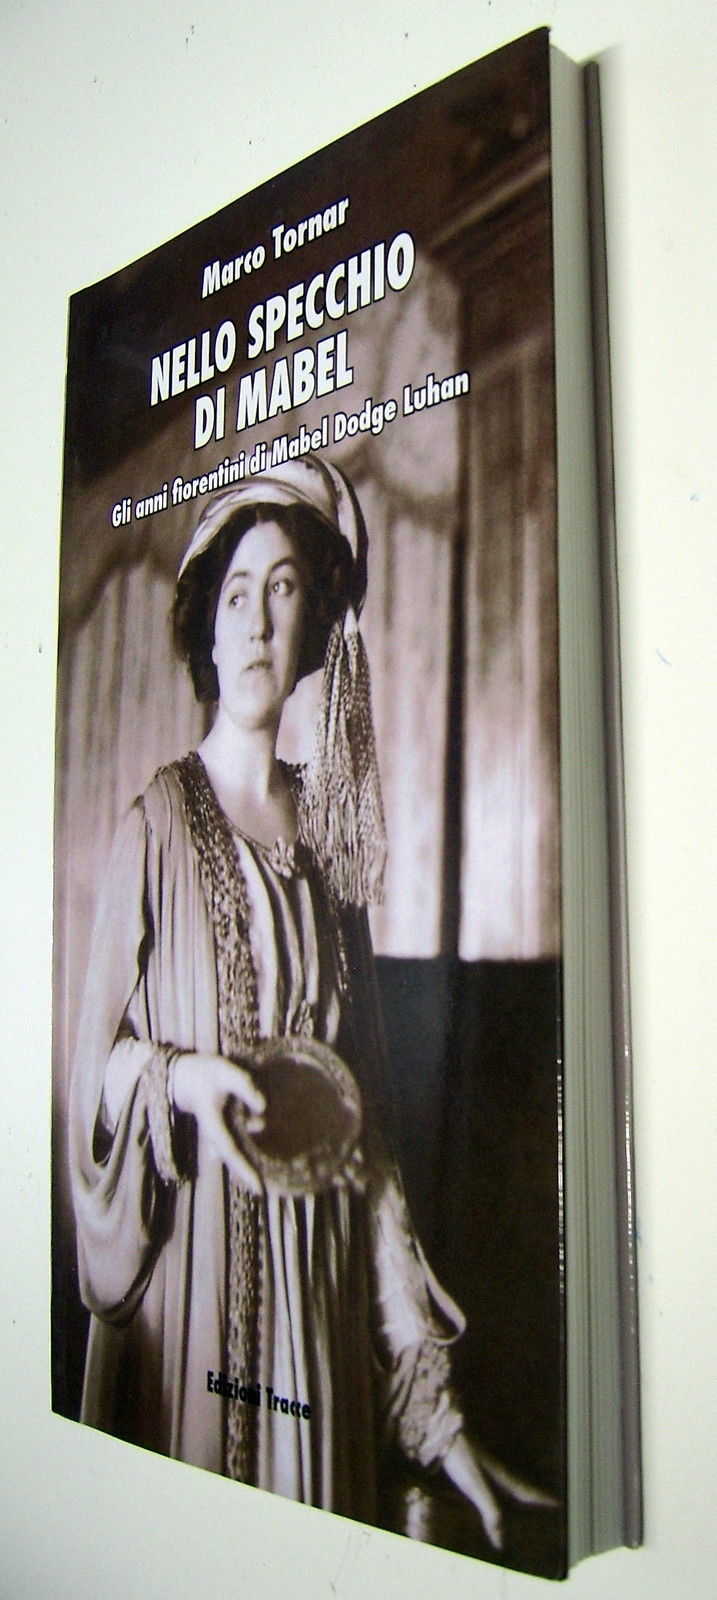 Marco Tornar
NELLO SPECCHIO
DI MABEL
Gli anni fiorentini di Mabel Dodge Luhan
Edizioni Tracce